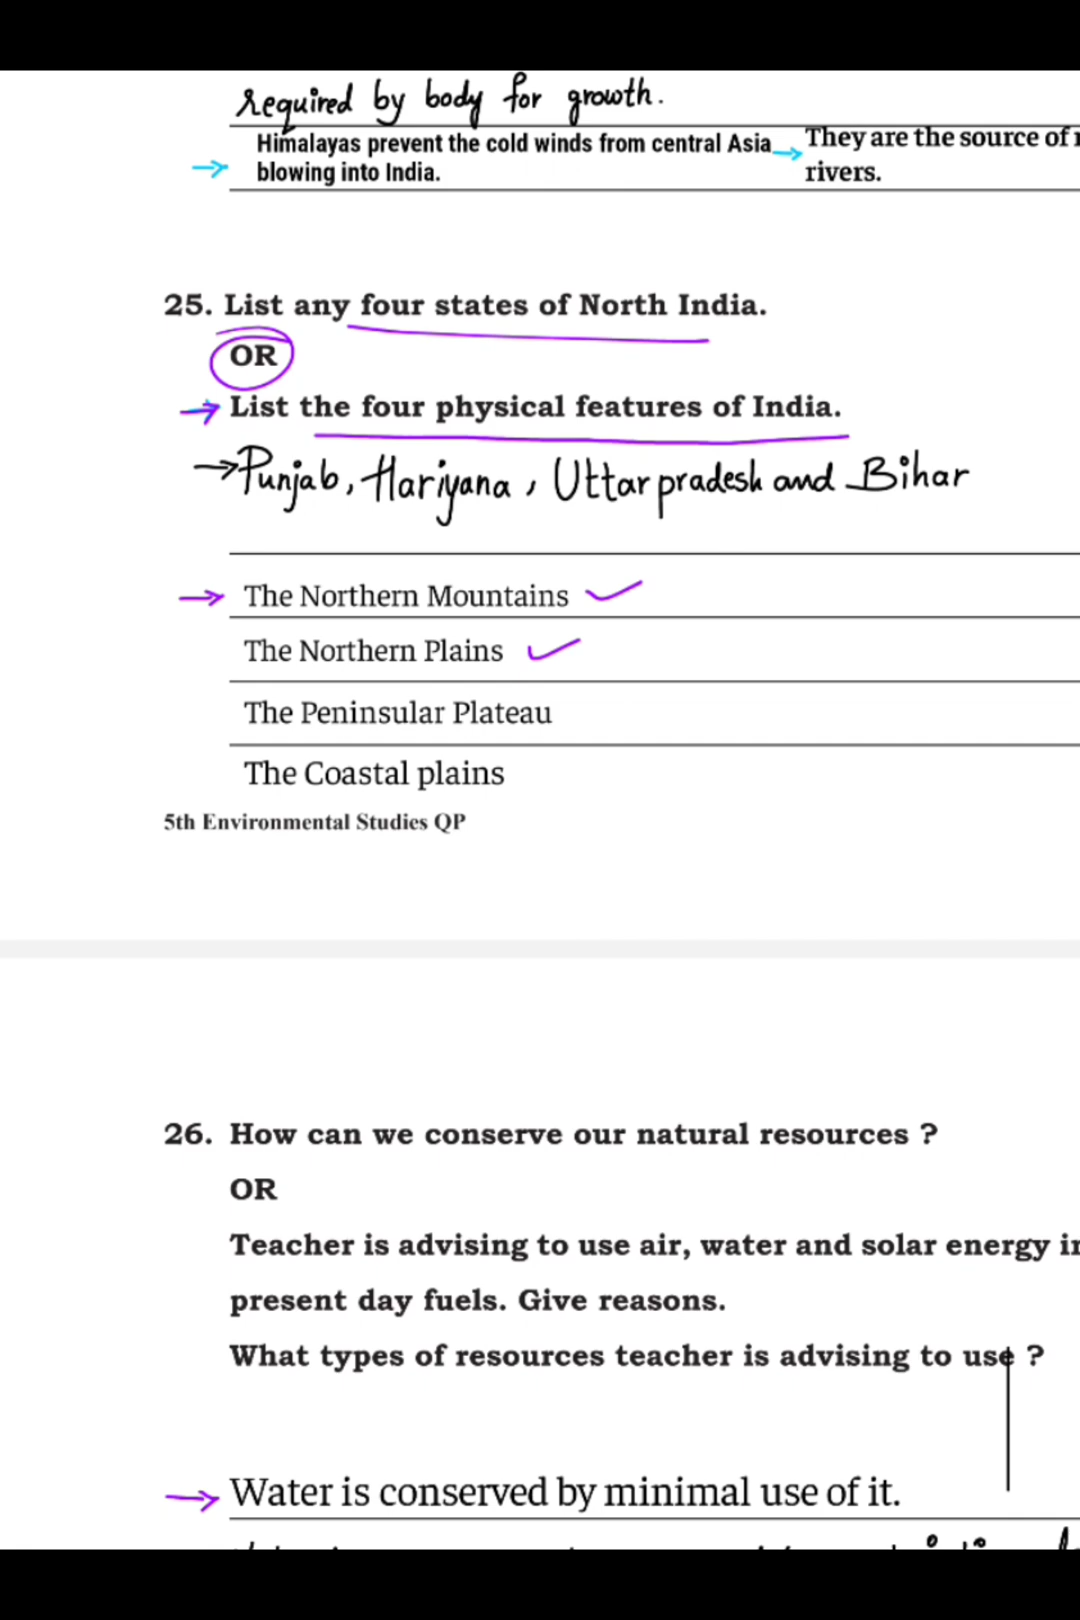 required by body for growth.
Himalayas prevent the cold winds from central Asia
blowing into India.
They are the source of
rivers.
25. List any four states of North India.
OR
List the four physical features of India.
Punjab, Hariyana, Uttar pradesh and Bihar
The Northern Mountains
The Northern Plains
The Peninsular Plateau
The Coastal plains
5th Environmental Studies QP
26. How can we conserve our natural resources ?
OR
Teacher is advising to use air, water and solar energy in
present day fuels. Give reasons.
What types of resources teacher is advising to use ?
Water is conserved by minimal use of it.